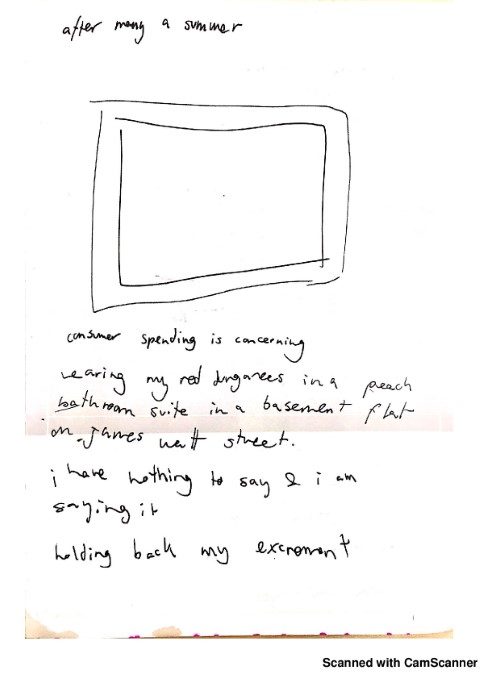 after many a summer
consumer spending is concerning
wearing my red dungarees in a peach
bathroom suite in a basement flat
on James watt street.
i have nothing to say & i am
saying it
holding back my excrement
Scanned with CamScanner